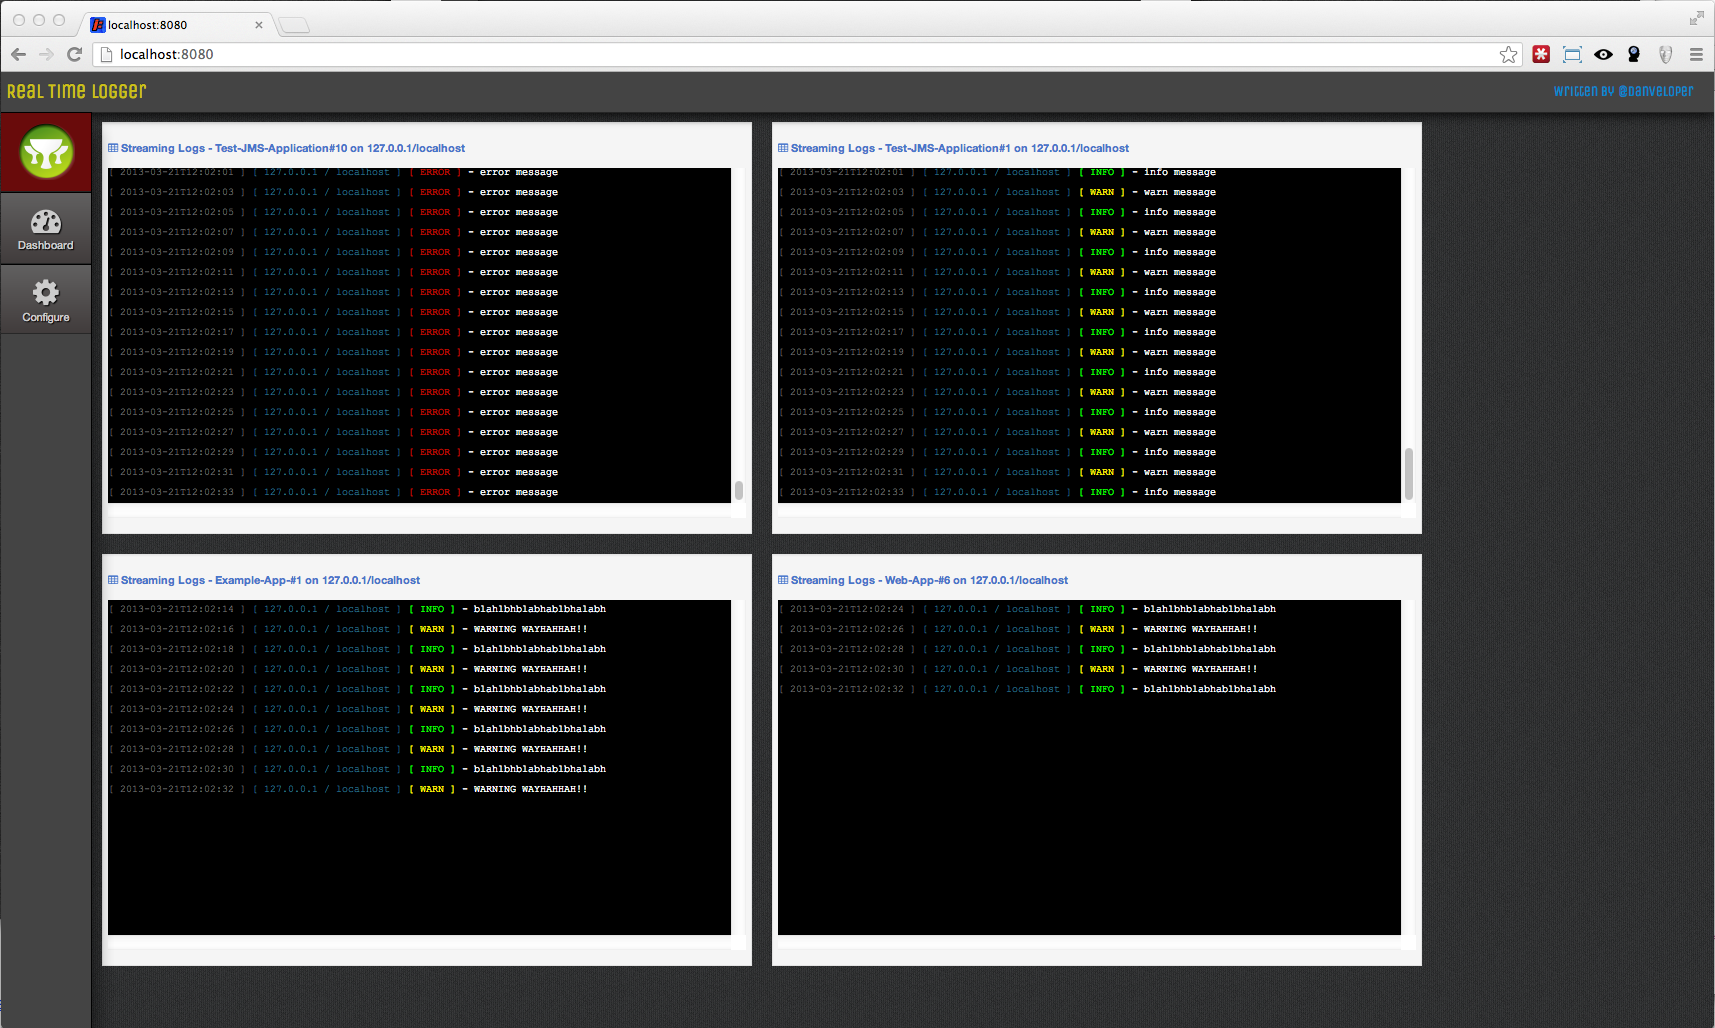 localhost:8080
localhost:8080
Real Time Logger
written by @danveloper
Dashboard
Configure
Streaming Logs - Test-JMS-Application#10 on 127.0.0.1/localhost
[ 2013-03-21T12:02:01 ] [ 127.0.0.1 / localhost ] [ ERROR ] - error message
[ 2013-03-21T12:02:03 ] [ 127.0.0.1 / localhost ] [ ERROR ] - error message
[ 2013-03-21T12:02:05 ] [ 127.0.0.1 / localhost ] [ ERROR ] - error message
[ 2013-03-21T12:02:07 ] [ 127.0.0.1 / localhost ] [ ERROR ] - error message
[ 2013-03-21T12:02:09 ] [ 127.0.0.1 / localhost ] [ ERROR ] - error message
[ 2013-03-21T12:02:11 ] [ 127.0.0.1 / localhost ] [ ERROR ] - error message
[ 2013-03-21T12:02:13 ] [ 127.0.0.1 / localhost ] [ ERROR ] - error message
[ 2013-03-21T12:02:15 ] [ 127.0.0.1 / localhost ] [ ERROR ] - error message
[ 2013-03-21T12:02:17 ] [ 127.0.0.1 / localhost ] [ ERROR ] - error message
[ 2013-03-21T12:02:19 ] [ 127.0.0.1 / localhost ] [ ERROR ] - error message
[ 2013-03-21T12:02:21 ] [ 127.0.0.1 / localhost ] [ ERROR ] - error message
[ 2013-03-21T12:02:23 ] [ 127.0.0.1 / localhost ] [ ERROR ] - error message
[ 2013-03-21T12:02:25 ] [ 127.0.0.1 / localhost ] [ ERROR ] - error message
[ 2013-03-21T12:02:27 ] [ 127.0.0.1 / localhost ] [ ERROR ] - error message
[ 2013-03-21T12:02:29 ] [ 127.0.0.1 / localhost ] [ ERROR ] - error message
[ 2013-03-21T12:02:31 ] [ 127.0.0.1 / localhost ] [ ERROR ] - error message
[ 2013-03-21T12:02:33 ] [ 127.0.0.1 / localhost ] [ ERROR ] - error message
Streaming Logs - Test-JMS-Application#1 on 127.0.0.1/localhost
[ 2013-03-21T12:02:01 ] [ 127.0.0.1 / localhost ] [ INFO ] - info message
[ 2013-03-21T12:02:03 ] [ 127.0.0.1 / localhost ] [ WARN ] - warn message
[ 2013-03-21T12:02:05 ] [ 127.0.0.1 / localhost ] [ INFO ] - info message
[ 2013-03-21T12:02:07 ] [ 127.0.0.1 / localhost ] [ WARN ] - warn message
[ 2013-03-21T12:02:09 ] [ 127.0.0.1 / localhost ] [ INFO ] - info message
[ 2013-03-21T12:02:11 ] [ 127.0.0.1 / localhost ] [ WARN ] - warn message
[ 2013-03-21T12:02:13 ] [ 127.0.0.1 / localhost ] [ INFO ] - info message
[ 2013-03-21T12:02:15 ] [ 127.0.0.1 / localhost ] [ WARN ] - warn message
[ 2013-03-21T12:02:17 ] [ 127.0.0.1 / localhost ] [ INFO ] - info message
[ 2013-03-21T12:02:19 ] [ 127.0.0.1 / localhost ] [ WARN ] - warn message
[ 2013-03-21T12:02:21 ] [ 127.0.0.1 / localhost ] [ INFO ] - info message
[ 2013-03-21T12:02:23 ] [ 127.0.0.1 / localhost ] [ WARN ] - warn message
[ 2013-03-21T12:02:25 ] [ 127.0.0.1 / localhost ] [ INFO ] - info message
[ 2013-03-21T12:02:27 ] [ 127.0.0.1 / localhost ] [ WARN ] - warn message
[ 2013-03-21T12:02:29 ] [ 127.0.0.1 / localhost ] [ INFO ] - info message
[ 2013-03-21T12:02:31 ] [ 127.0.0.1 / localhost ] [ WARN ] - warn message
[ 2013-03-21T12:02:33 ] [ 127.0.0.1 / localhost ] [ INFO ] - info message
Streaming Logs - Example-App-#1 on 127.0.0.1/localhost
[ 2013-03-21T12:02:14 ] [ 127.0.0.1 / localhost ] [ INFO ] - blahlbhblabhablbhalabh
[ 2013-03-21T12:02:16 ] [ 127.0.0.1 / localhost ] [ WARN ] - WARNING WAYHAHHAH!!
[ 2013-03-21T12:02:18 ] [ 127.0.0.1 / localhost ] [ INFO ] - blahlbhblabhablbhalabh
[ 2013-03-21T12:02:20 ] [ 127.0.0.1 / localhost ] [ WARN ] - WARNING WAYHAHHAH!!
[ 2013-03-21T12:02:22 ] [ 127.0.0.1 / localhost ] [ INFO ] - blahlbhblabhablbhalabh
[ 2013-03-21T12:02:24 ] [ 127.0.0.1 / localhost ] [ WARN ] - WARNING WAYHAHHAH!!
[ 2013-03-21T12:02:26 ] [ 127.0.0.1 / localhost ] [ INFO ] - blahlbhblabhablbhalabh
[ 2013-03-21T12:02:28 ] [ 127.0.0.1 / localhost ] [ WARN ] - WARNING WAYHAHHAH!!
[ 2013-03-21T12:02:30 ] [ 127.0.0.1 / localhost ] [ INFO ] - blahlbhblabhablbhalabh
[ 2013-03-21T12:02:32 ] [ 127.0.0.1 / localhost ] [ WARN ] - WARNING WAYHAHHAH!!
Streaming Logs - Web-App-#6 on 127.0.0.1/localhost
[ 2013-03-21T12:02:24 ] [ 127.0.0.1 / localhost ] [ INFO ] - blahlbhblabhablbhalabh
[ 2013-03-21T12:02:26 ] [ 127.0.0.1 / localhost ] [ WARN ] - WARNING WAYHAHHAH!!
[ 2013-03-21T12:02:28 ] [ 127.0.0.1 / localhost ] [ INFO ] - blahlbhblabhablbhalabh
[ 2013-03-21T12:02:30 ] [ 127.0.0.1 / localhost ] [ WARN ] - WARNING WAYHAHHAH!!
[ 2013-03-21T12:02:32 ] [ 127.0.0.1 / localhost ] [ INFO ] - blahlbhblabhablbhalabh